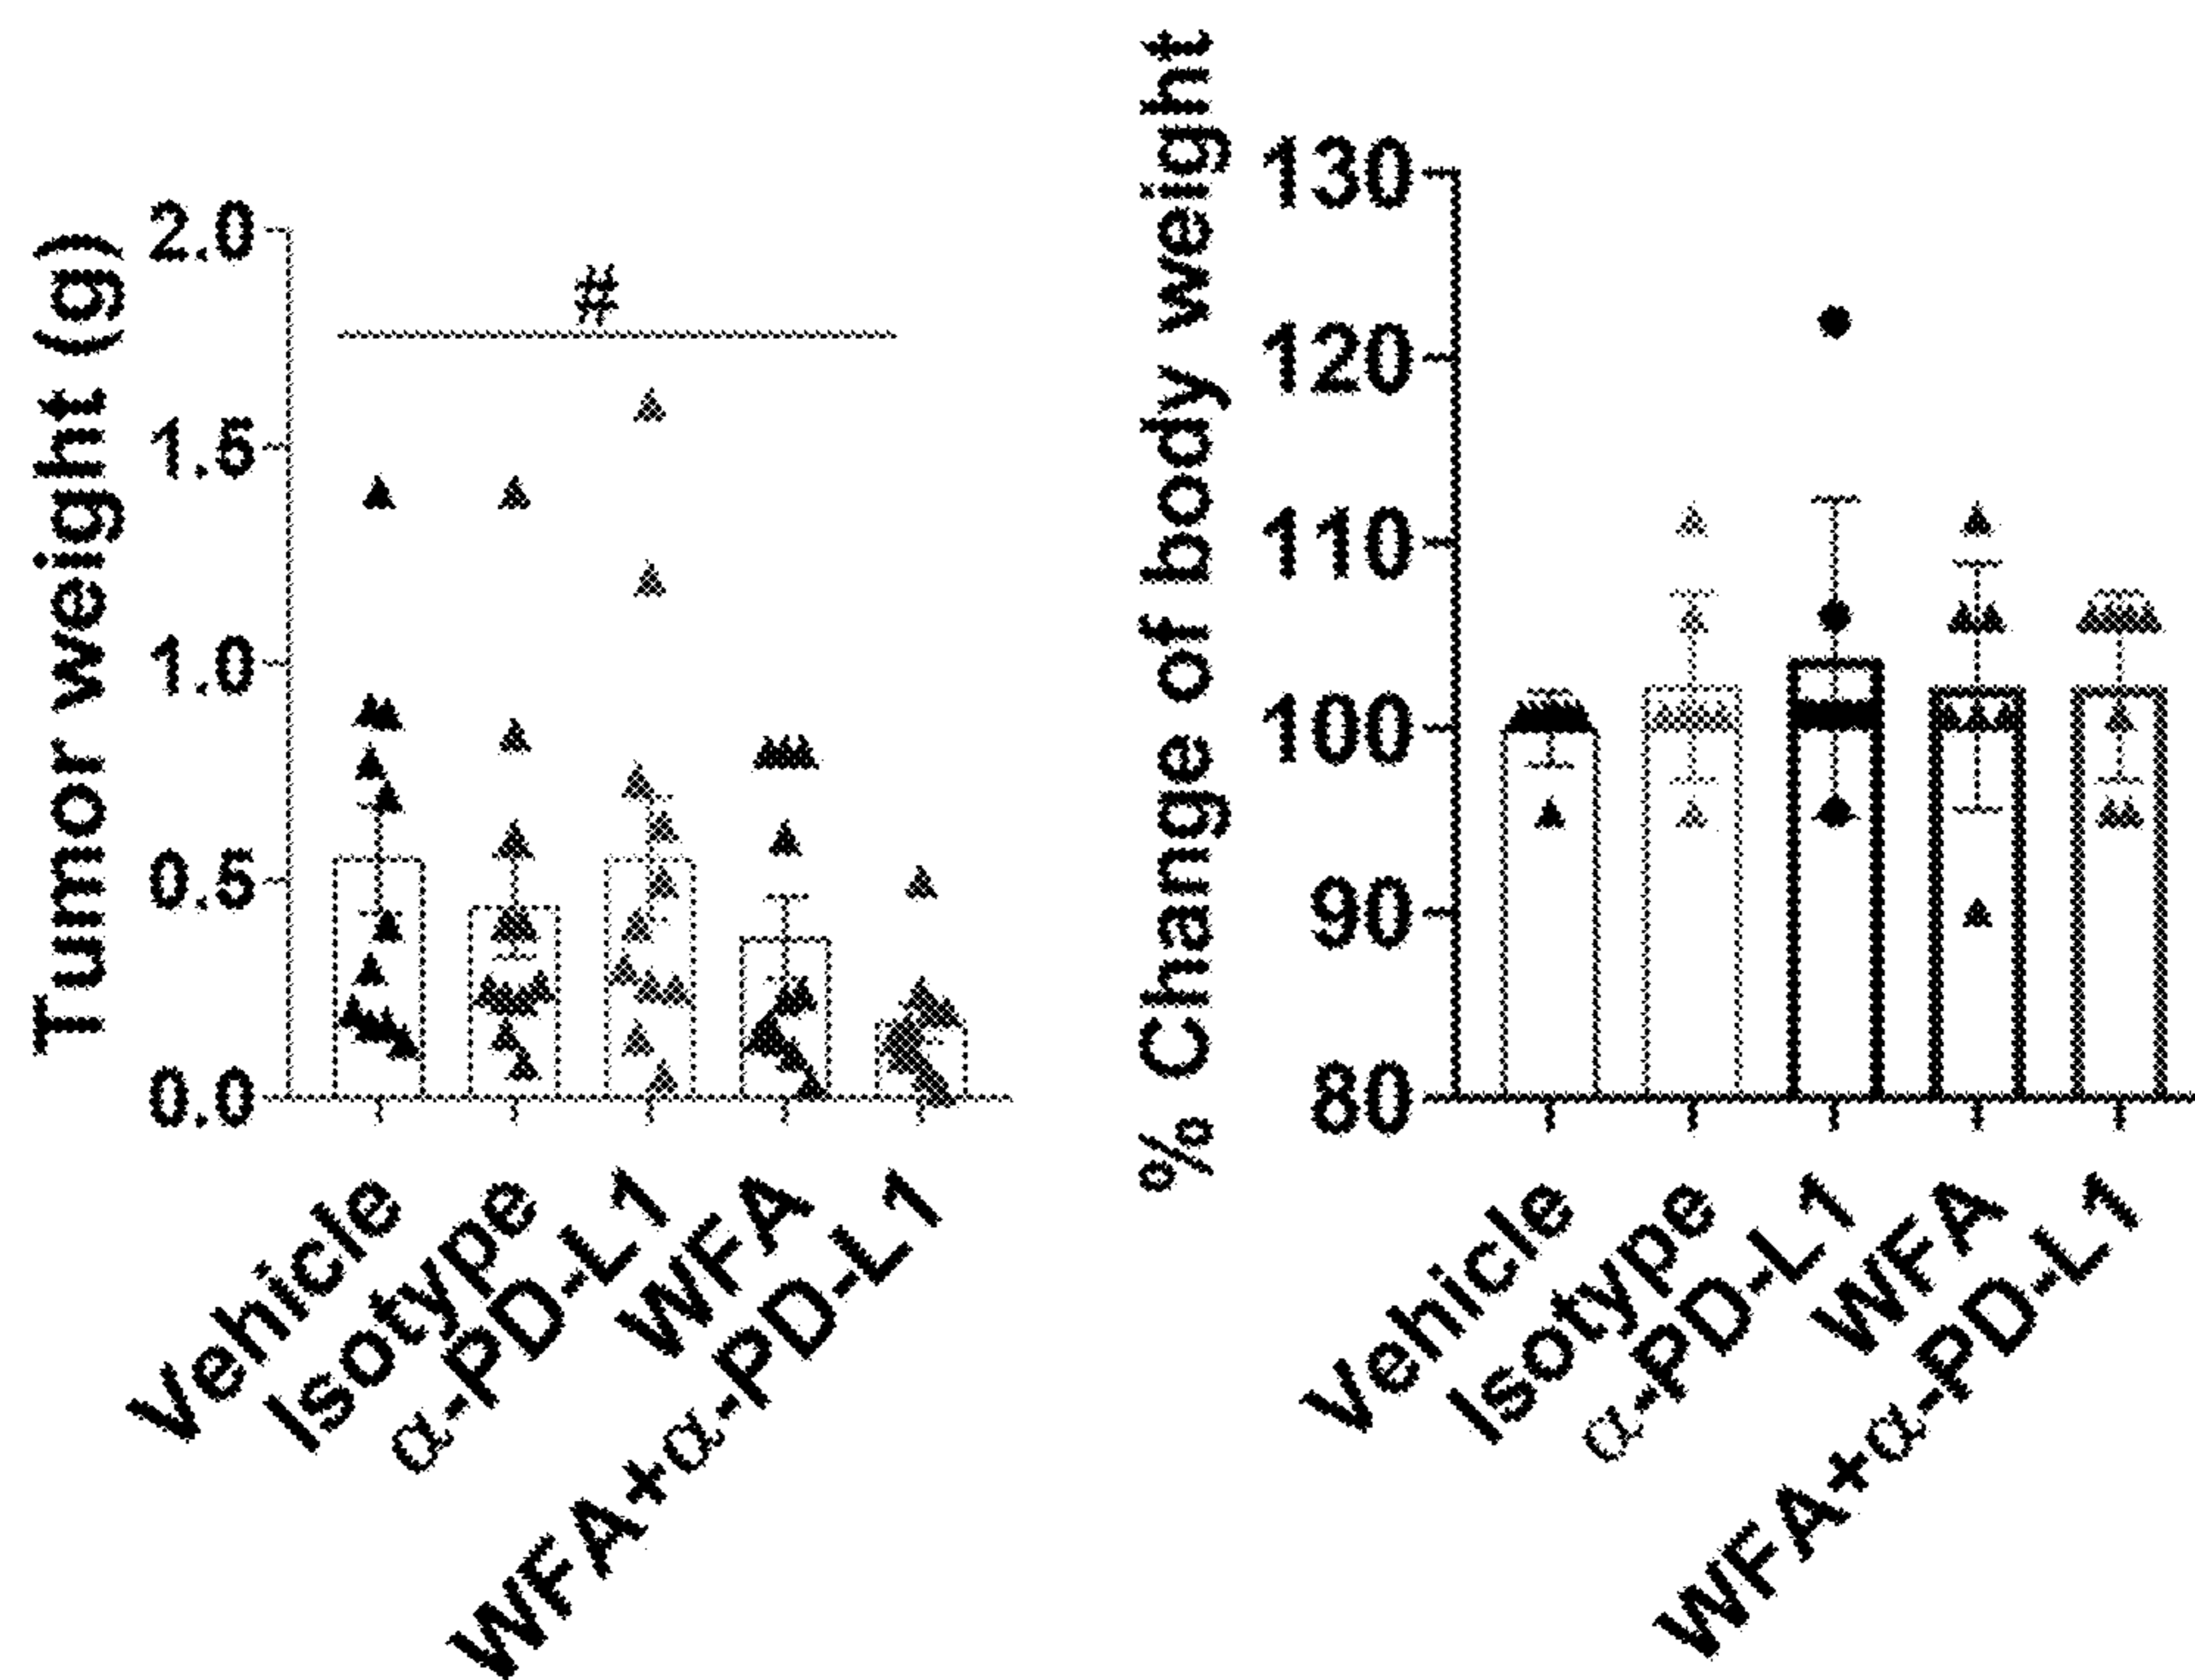 Tumor weight (g)
2.0
1.5
1.0
0.5
0.0
#
Vehicle
Isotype
α-PD-L1
WFA
WFA+α-PD-L1
% Change of body weight
130
120
110
100
90
80
Vehicle
Isotype
α-PD-L1
WFA
WFA+α-PD-L1